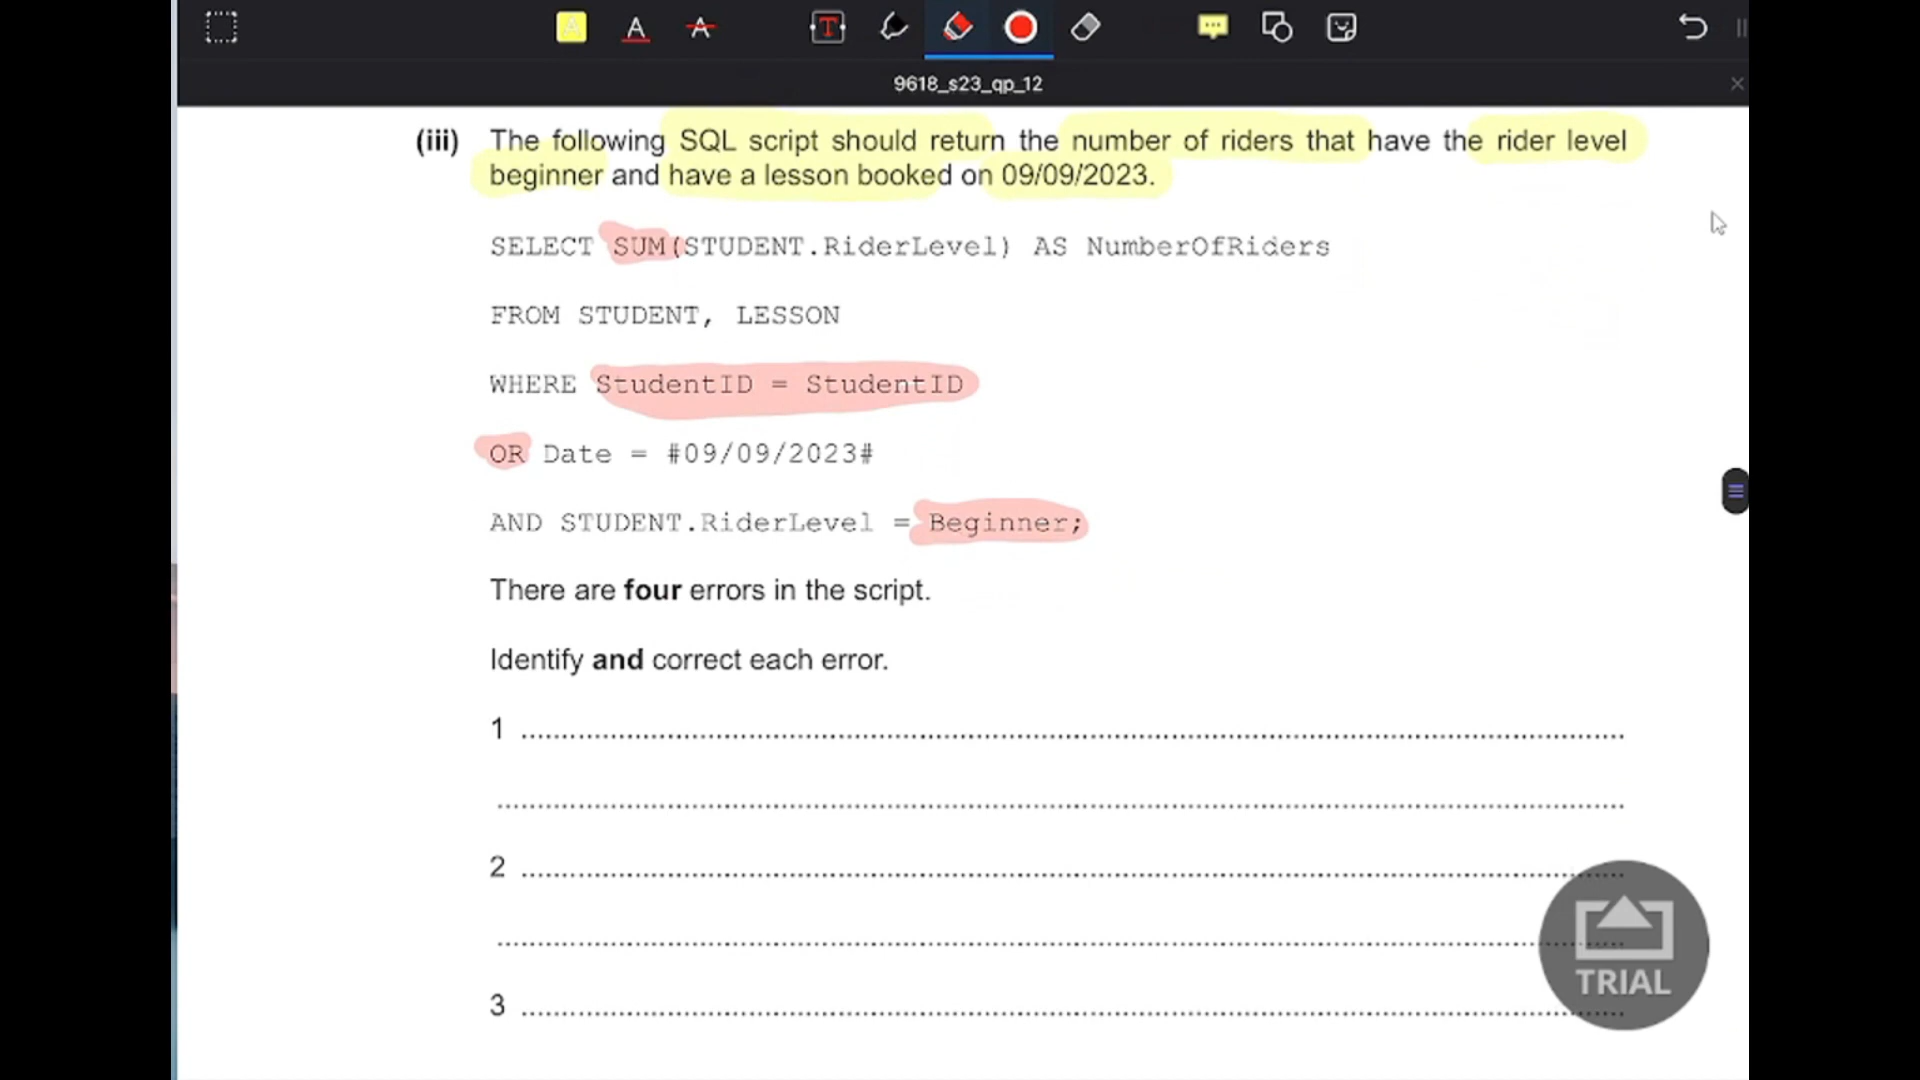 A A A T
9618_s23_qp_12
(iii) The following SQL script should return the number of riders that have the rider level
beginner and have a lesson booked on 09/09/2023.
SELECT SUM(STUDENT.RiderLevel) AS NumberOfRiders
FROM STUDENT, LESSON
WHERE StudentID = StudentID
OR Date = #09/09/2023#
AND STUDENT.RiderLevel = Beginner;
There are four errors in the script.
Identify and correct each error.
1
2
3
TRIAL